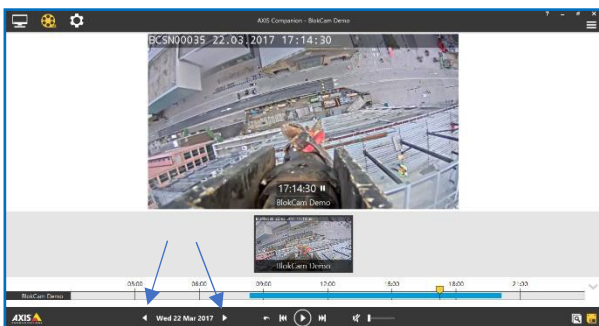 AXIS Companion - BlokCam Demo
BCSN00035 22.03.2017 17:14:30
17:14:30
BlokCam Demo
BlokCam Demo
03:00 06:00 09:00 12:00 15:00 18:00 21:00
BlokCam Demo
AXIS
Wed 22 Mar 2017